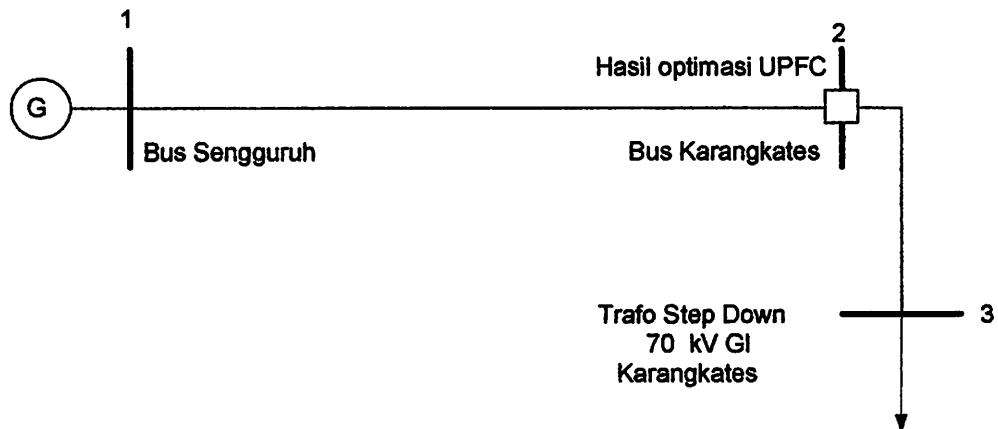 1
2
Hasil optimasi UPFC
G
Bus Sengguruh
Bus Karangkates
Trafo Step Down
70 kV GI
Karangkates
3